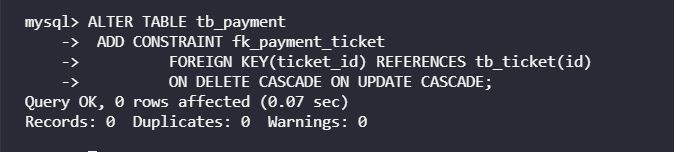 mysql> ALTER TABLE tb_payment
    ->  ADD CONSTRAINT fk_payment_ticket
    ->          FOREIGN KEY(ticket_id) REFERENCES tb_ticket(id)
    ->          ON DELETE CASCADE ON UPDATE CASCADE;
Query OK, 0 rows affected (0.07 sec)
Records: 0  Duplicates: 0  Warnings: 0